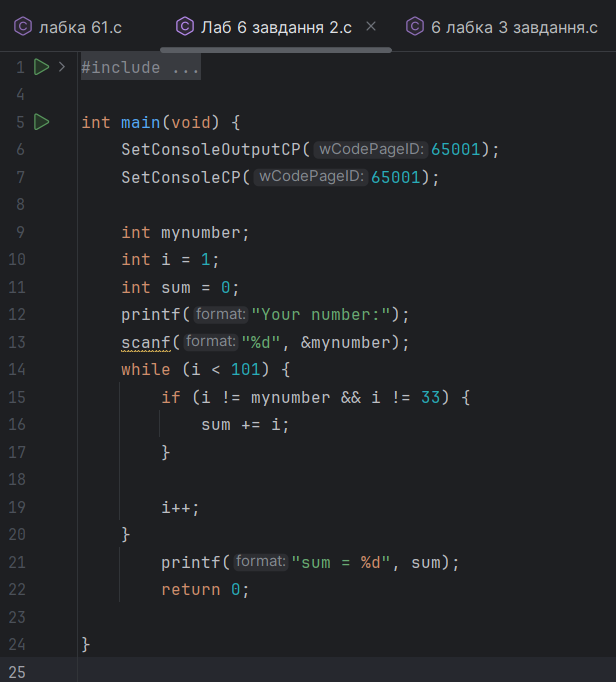 лабка 61.c Лаб 6 завдання 2.c 6 лабка 3 завдання.c
1 #include ...
4
5 int main(void) {
6 SetConsoleOutputCP( wCodePageID: 65001);
7 SetConsoleCP( wCodePageID: 65001);
8
9 int mynumber;
10 int i = 1;
11 int sum = 0;
12 printf( format: "Your number:");
13 scanf( format: "%d", &mynumber);
14 while (i < 101) {
15 if (i != mynumber && i != 33) {
16 sum += i;
17 }
18
19 i++;
20 }
21 printf( format: "sum = %d", sum);
22 return 0;
23
24 }
25